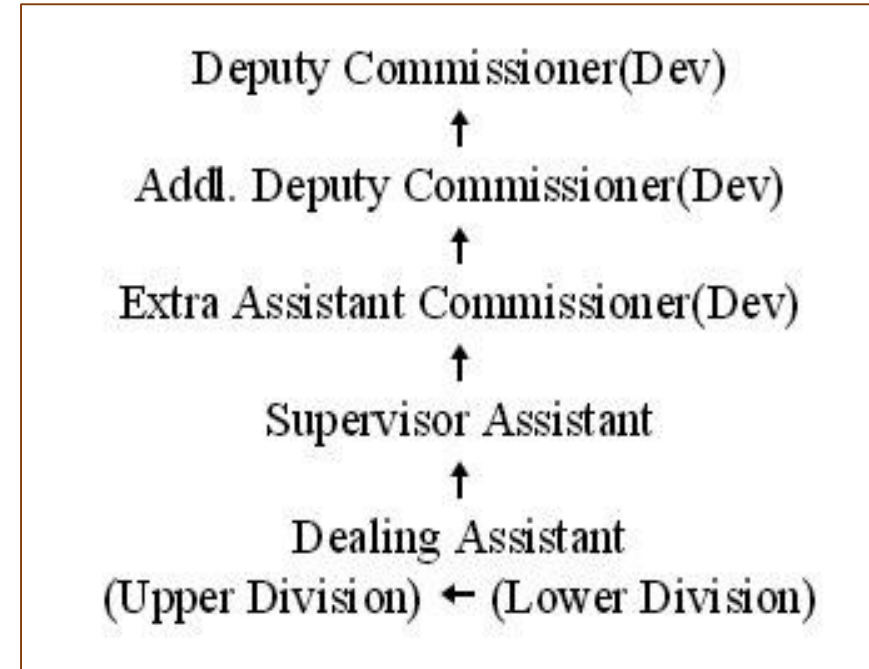 Deputy Commissioner(Dev)
↑
Addl. Deputy Commissioner(Dev)
↑
Extra Assistant Commissioner(Dev)
↑
Supervisor Assistant
↑
Dealing Assistant
(Upper Division) ← (Lower Division)